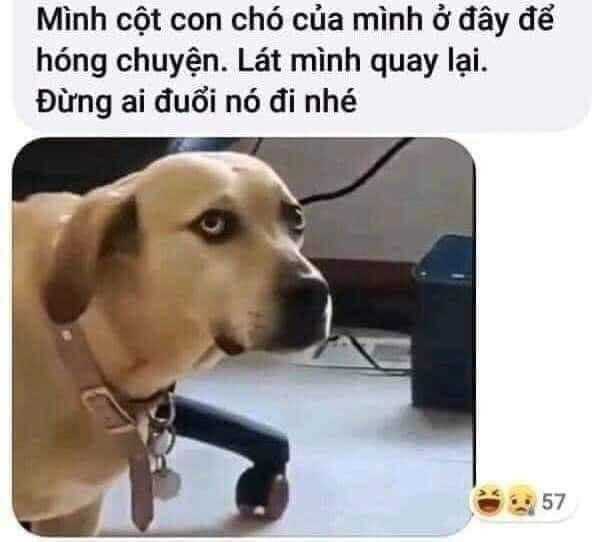 Mình cột con chó của mình ở đây để
hóng chuyện. Lát mình quay lại.
Đừng ai đuổi nó đi nhé
57